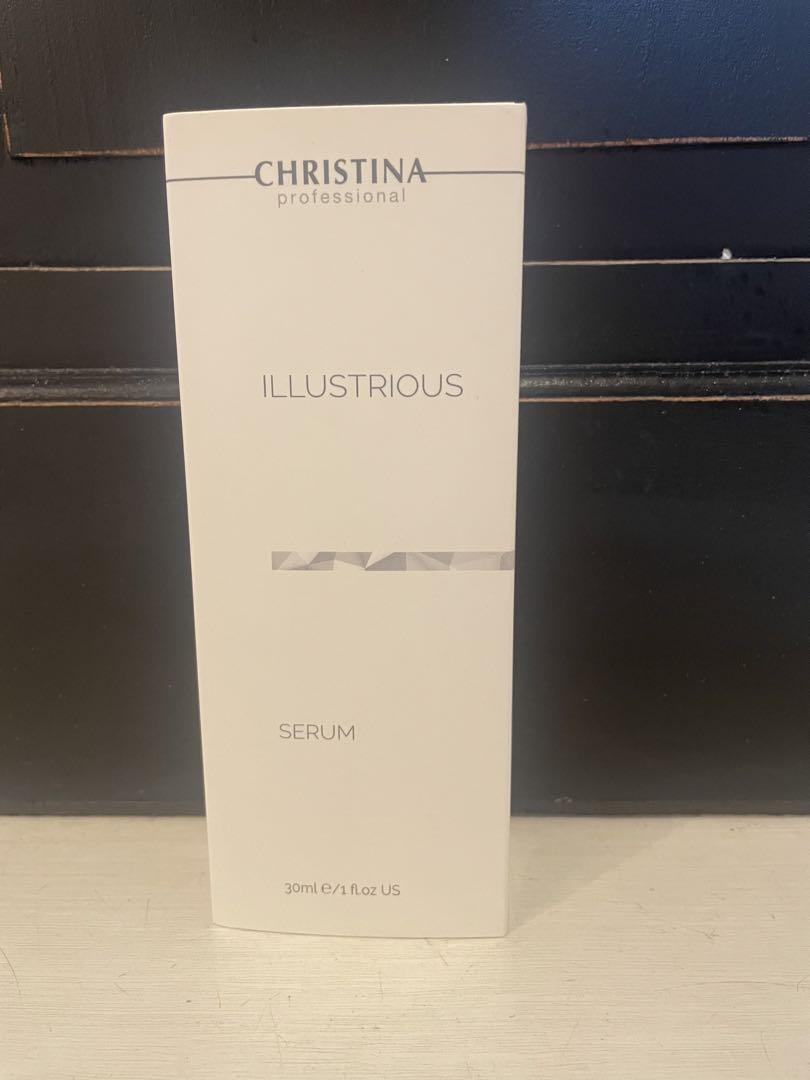 CHRISTINA
professional
ILLUSTRIOUS
SERUM
30ml ℮/1 fl.oz US